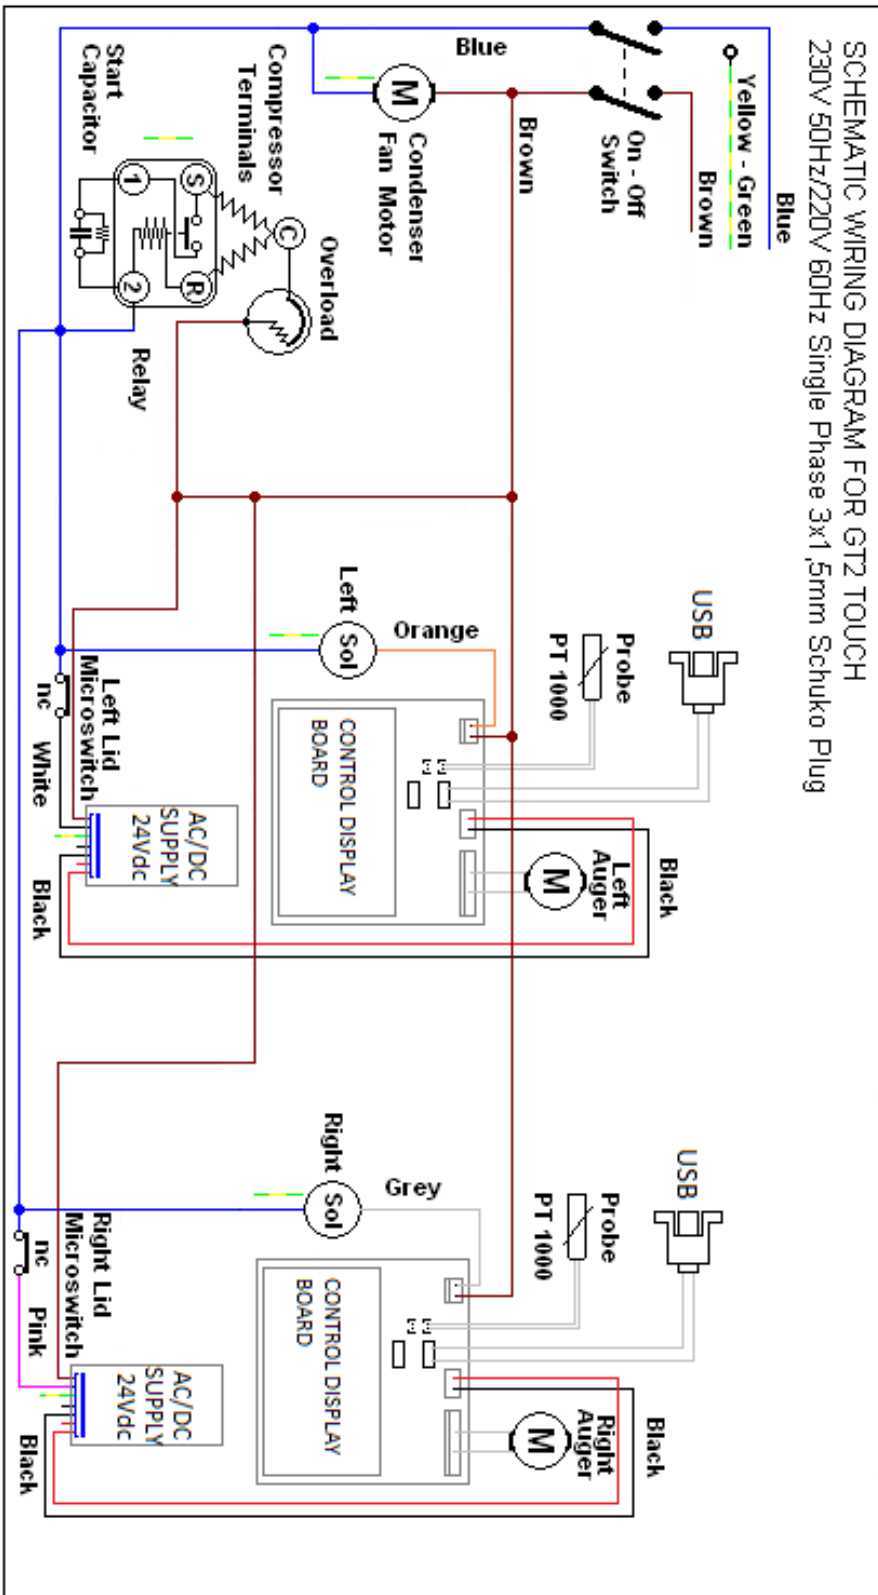 SCHEMATIC WIRING DIAGRAM FOR GT2 TOUCH
230V 50Hz/220V 60Hz Single Phase 3x1,5mm Schuko Plug
Blue
Yellow - Green
Brown
On - Off
Switch
Blue
Brown
M
Condenser
Fan Motor
Compressor
Terminals
Start
Capacitor
S
1
C
R
2
Overload
Relay
USB
Probe
PT 1000
Orange
Left
Sol
CONTROL DISPLAY
BOARD
Left Lid
Microswitch
nc
White
AC/DC
SUPPLY
24Vdc
Black
M
Left
Auger
Black
USB
Probe
PT 1000
Grey
Right
Sol
CONTROL DISPLAY
BOARD
Right Lid
Microswitch
nc
Pink
AC/DC
SUPPLY
24Vdc
Black
M
Right
Auger
Black